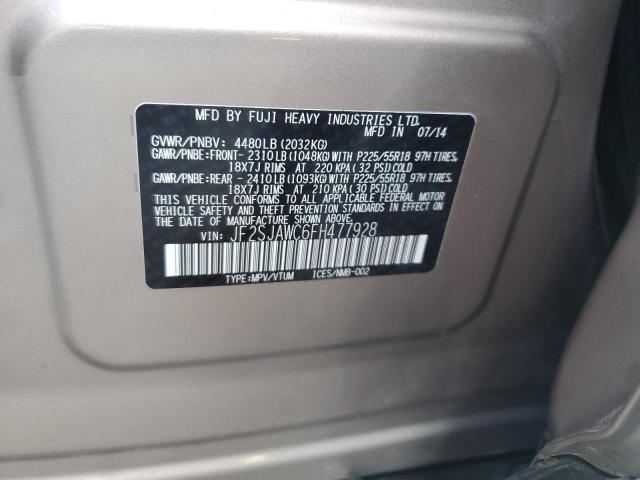 MFD BY FUJI HEAVY INDUSTRIES LTD.
MFD IN 07/14
GVWR/PNBV: 4480LB (2032KG)
GAWR/PNBE:FRONT- 2310LB (1048KG) WITH P225/55R18 97H TIRES,
18X7J RIMS AT 220 KPA (32 PSI) COLD
GAWR/PNBE:REAR - 2410LB (1093KG) WITH P225/55R18 97H TIRES,
18X7J RIMS AT 210 KPA (30 PSI) COLD
THIS VEHICLE CONFORMS TO ALL APPLICABLE FEDERAL MOTOR
VEHICLE SAFETY, BUMPER, AND THEFT PREVENTION STANDARDS IN EFFECT ON
THE DATE OF MANUFACTURE SHOWN ABOVE.
VIN: JF2SJAWC6FH477928
TYPE:MPV/VTUM ICES/NMB-002